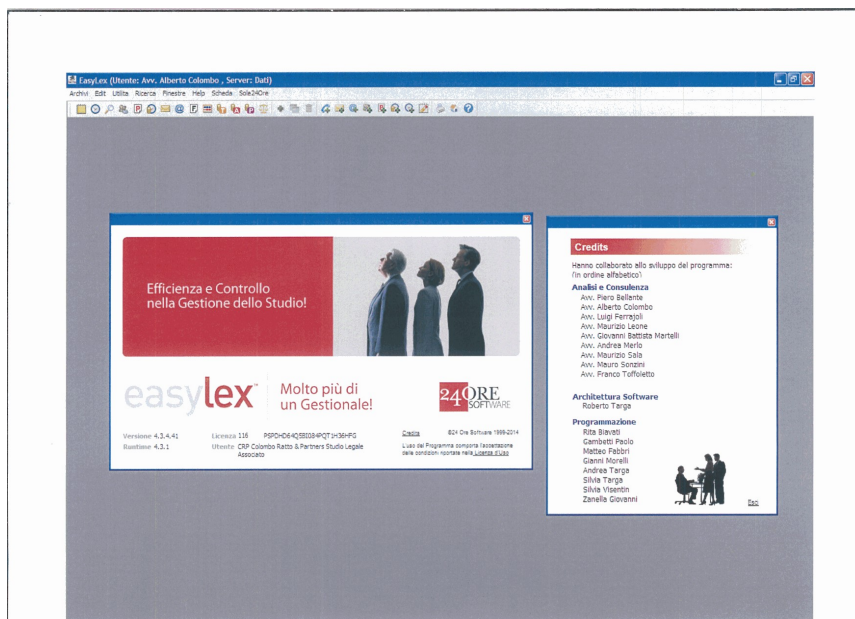 EasyLex (Utente: Avv. Alberto Colombo , Server: Dati)
Archivi Edit Utilita Ricerca Finestre Help Scheda Sole24Ore
Efficienza e Controllo
nella Gestione dello Studio!
easylex™
Molto più di
un Gestionale!
24ORE
SOFTWARE
Versione 4.3.4.41
Runtime 4.3.1
Licenza 116
Utente CRP Colombo Ratto & Partners Studio Legale
Associato
Credits
©24 Ore Software 1999-2014
L'uso del Programma comporta l'accettazione
delle condizioni riportate nella Licenza d'Uso
Credits
Hanno collaborato allo sviluppo del programma:
(in ordine alfabetico)
Analisi e Consulenza
Avv. Piero Bellante
Avv. Alberto Colombo
Avv. Luigi Ferrajoli
Avv. Maurizio Leone
Avv. Giovanni Battista Martelli
Avv. Andrea Merlo
Avv. Maurizio Sala
Avv. Mauro Sonzini
Avv. Franco Toffoletto
Architettura Software
Roberto Targa
Programmazione
Rita Biavati
Gambetti Paolo
Matteo Fabbri
Gianni Morelli
Andrea Targa
Silvia Targa
Silvia Visentin
Zanella Giovanni
Esci